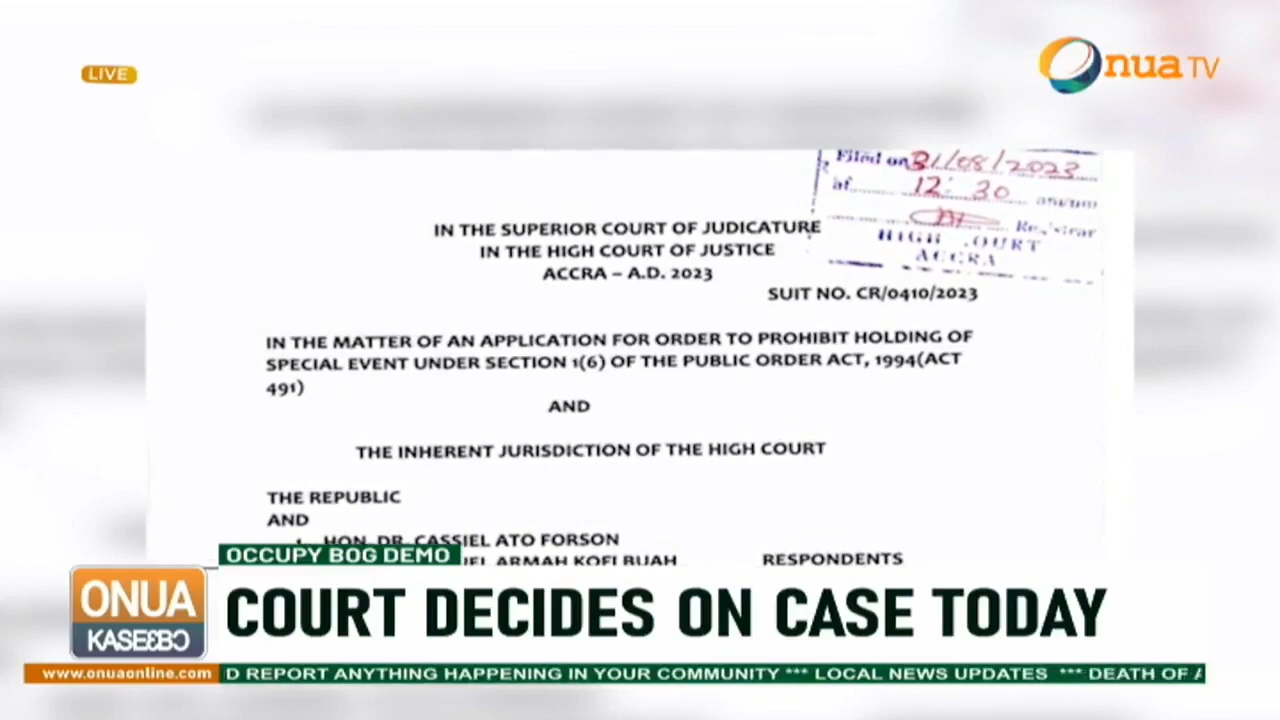 LIVE
Onua TV
Filed on 31/08/2023
at 12:30 am/pm
Registrar
HIGH COURT
ACCRA
IN THE SUPERIOR COURT OF JUDICATURE
IN THE HIGH COURT OF JUSTICE
ACCRA – A.D. 2023
SUIT NO. CR/0410/2023
IN THE MATTER OF AN APPLICATION FOR ORDER TO PROHIBIT HOLDING OF
SPECIAL EVENT UNDER SECTION 1(6) OF THE PUBLIC ORDER ACT, 1994(ACT
491)
AND
THE INHERENT JURISDICTION OF THE HIGH COURT
THE REPUBLIC
AND
1. HON. DR. CASSIEL ATO FORSON
ARMAH KOFI BUAH RESPONDENTS
OCCUPY BOG DEMO
ONUA
KASEƐBƆ
COURT DECIDES ON CASE TODAY
www.onuaonline.com
D REPORT ANYTHING HAPPENING IN YOUR COMMUNITY *** LOCAL NEWS UPDATES *** DEATH OF A